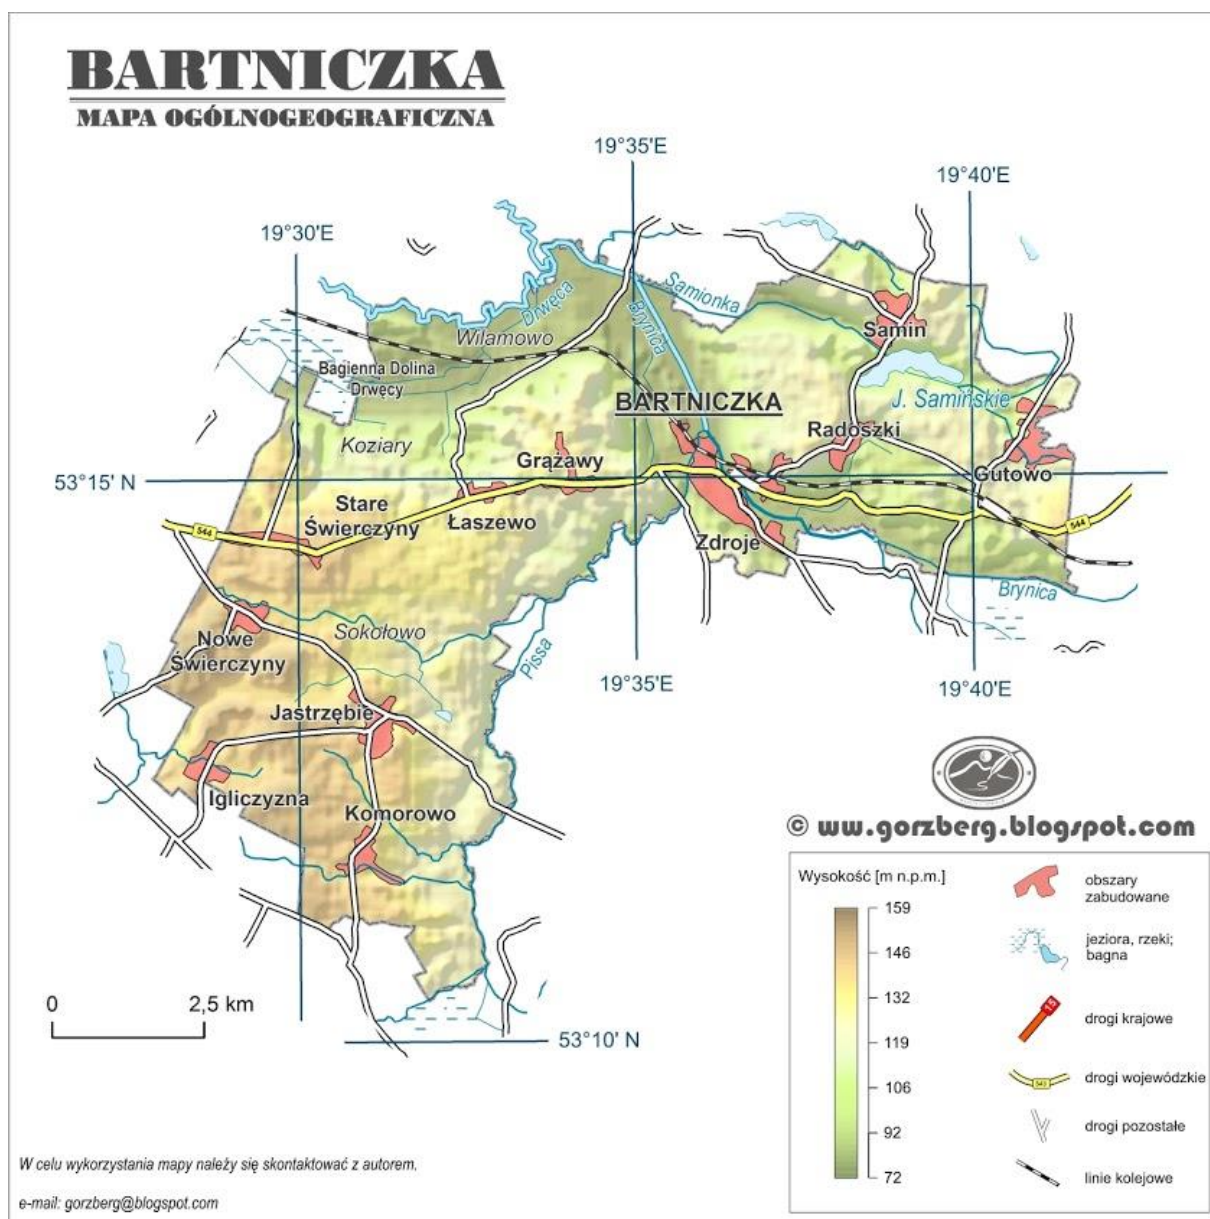 BARTNICZKA
MAPA OGÓLNOGEOGRAFICZNA
19°35'E
19°40'E
19°30'E
Samionka
Drwęca
Brynica
Samin
Wilamowo
Bagienna Dolina
Drwęcy
BARTNICZKA
J. Samińskie
Radoszki
Koziary
Grążawy
Gutowo
53°15' N
Stare
Świerczyny
Łaszewo
544
544
Zdroje
Brynica
Sokołowo
Nowe
Świerczyny
Pissa
19°35'E
19°40'E
Jastrzębie
Igliczyzna
Komorowo
© ww.gorzberg.blogspot.com
Wysokość [m n.p.m.]
159
146
132
119
106
92
72
obszary
zabudowane
jeziora, rzeki;
bagna
15
drogi krajowe
543
drogi wojewódzkie
drogi pozostałe
linie kolejowe
0 2,5 km
53°10' N
W celu wykorzystania mapy należy się skontaktować z autorem.
e-mail: gorzberg@blogspot.com